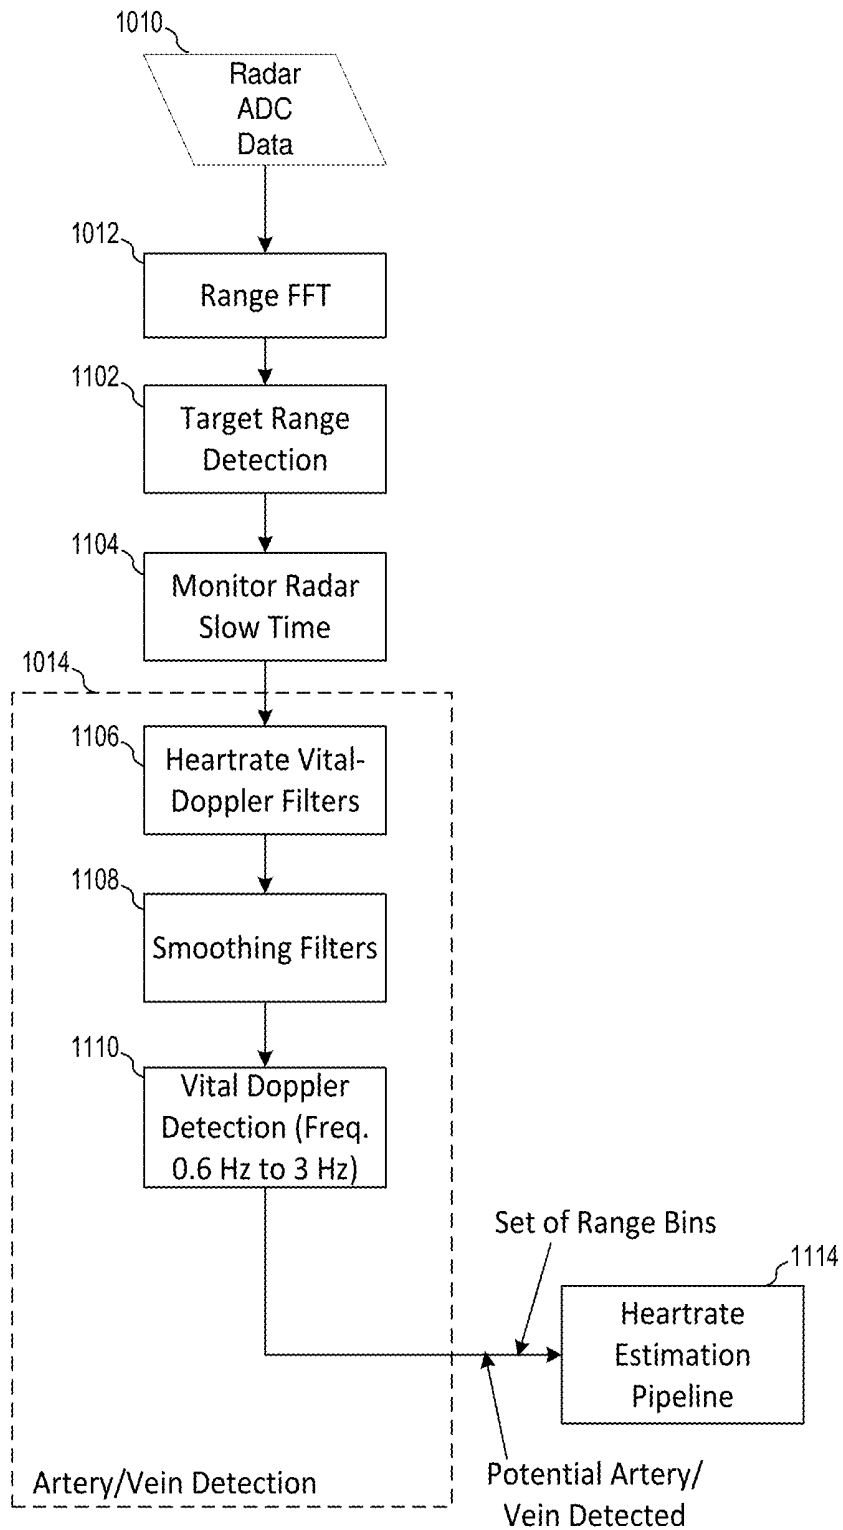 1010
Radar
ADC
Data
1012
Range FFT
1102
Target Range
Detection
1104
Monitor Radar
Slow Time
1014
1106
Heartrate Vital-
Doppler Filters
1108
Smoothing Filters
1110
Vital Doppler
Detection (Freq.
0.6 Hz to 3 Hz)
Set of Range Bins
1114
Heartrate
Estimation
Pipeline
Artery/Vein Detection
Potential Artery/
Vein Detected